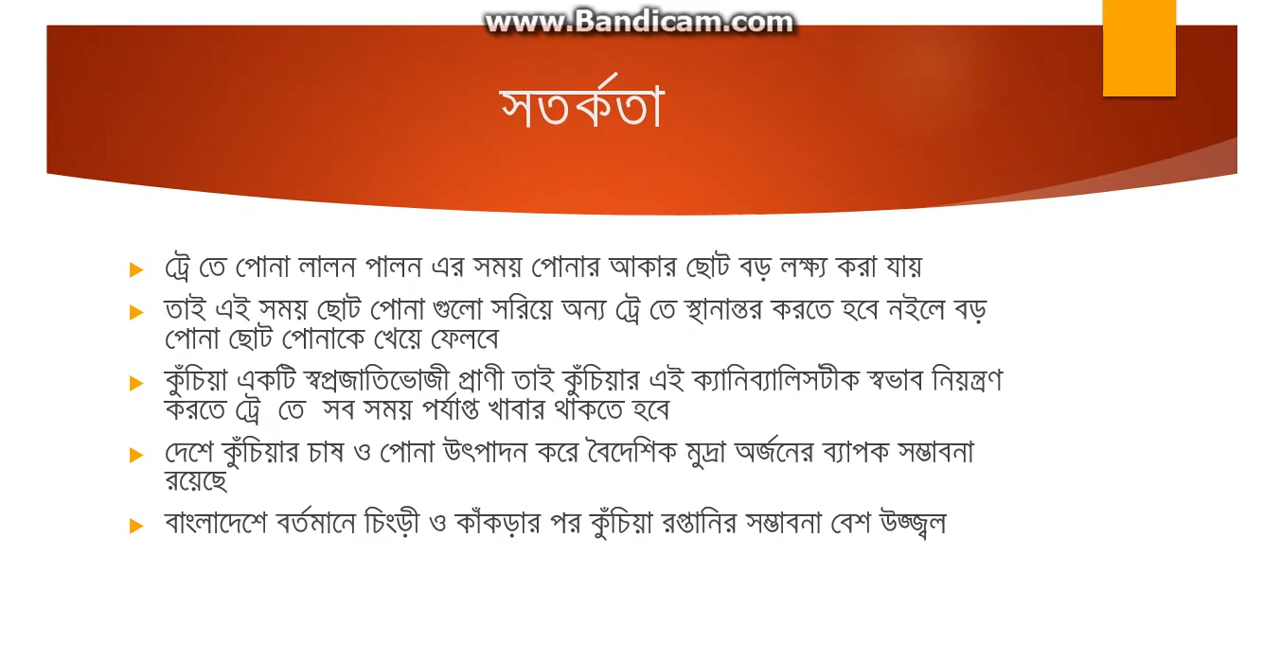 www.Bandicam.com
সতর্কতা
ট্রে তে পোনা লালন পালন এর সময় পোনার আকার ছোট বড় লক্ষ্য করা যায়
তাই এই সময় ছোট পোনা গুলো সরিয়ে অন্য ট্রে তে স্থানান্তর করতে হবে নইলে বড়
পোনা ছোট পোনাকে খেয়ে ফেলবে
কুঁচিয়া একটি স্বপ্রজাতিভোজী প্রাণী তাই কুঁচিয়ার এই ক্যানিব্যালিসটীক স্বভাব নিয়ন্ত্রণ
করতে ট্রে তে সব সময় পর্যাপ্ত খাবার থাকতে হবে
দেশে কুঁচিয়ার চাষ ও পোনা উৎপাদন করে বৈদেশিক মুদ্রা অর্জনের ব্যাপক সম্ভাবনা
রয়েছে
বাংলাদেশে বর্তমানে চিংড়ী ও কাঁকড়ার পর কুঁচিয়া রপ্তানির সম্ভাবনা বেশ উজ্জ্বল